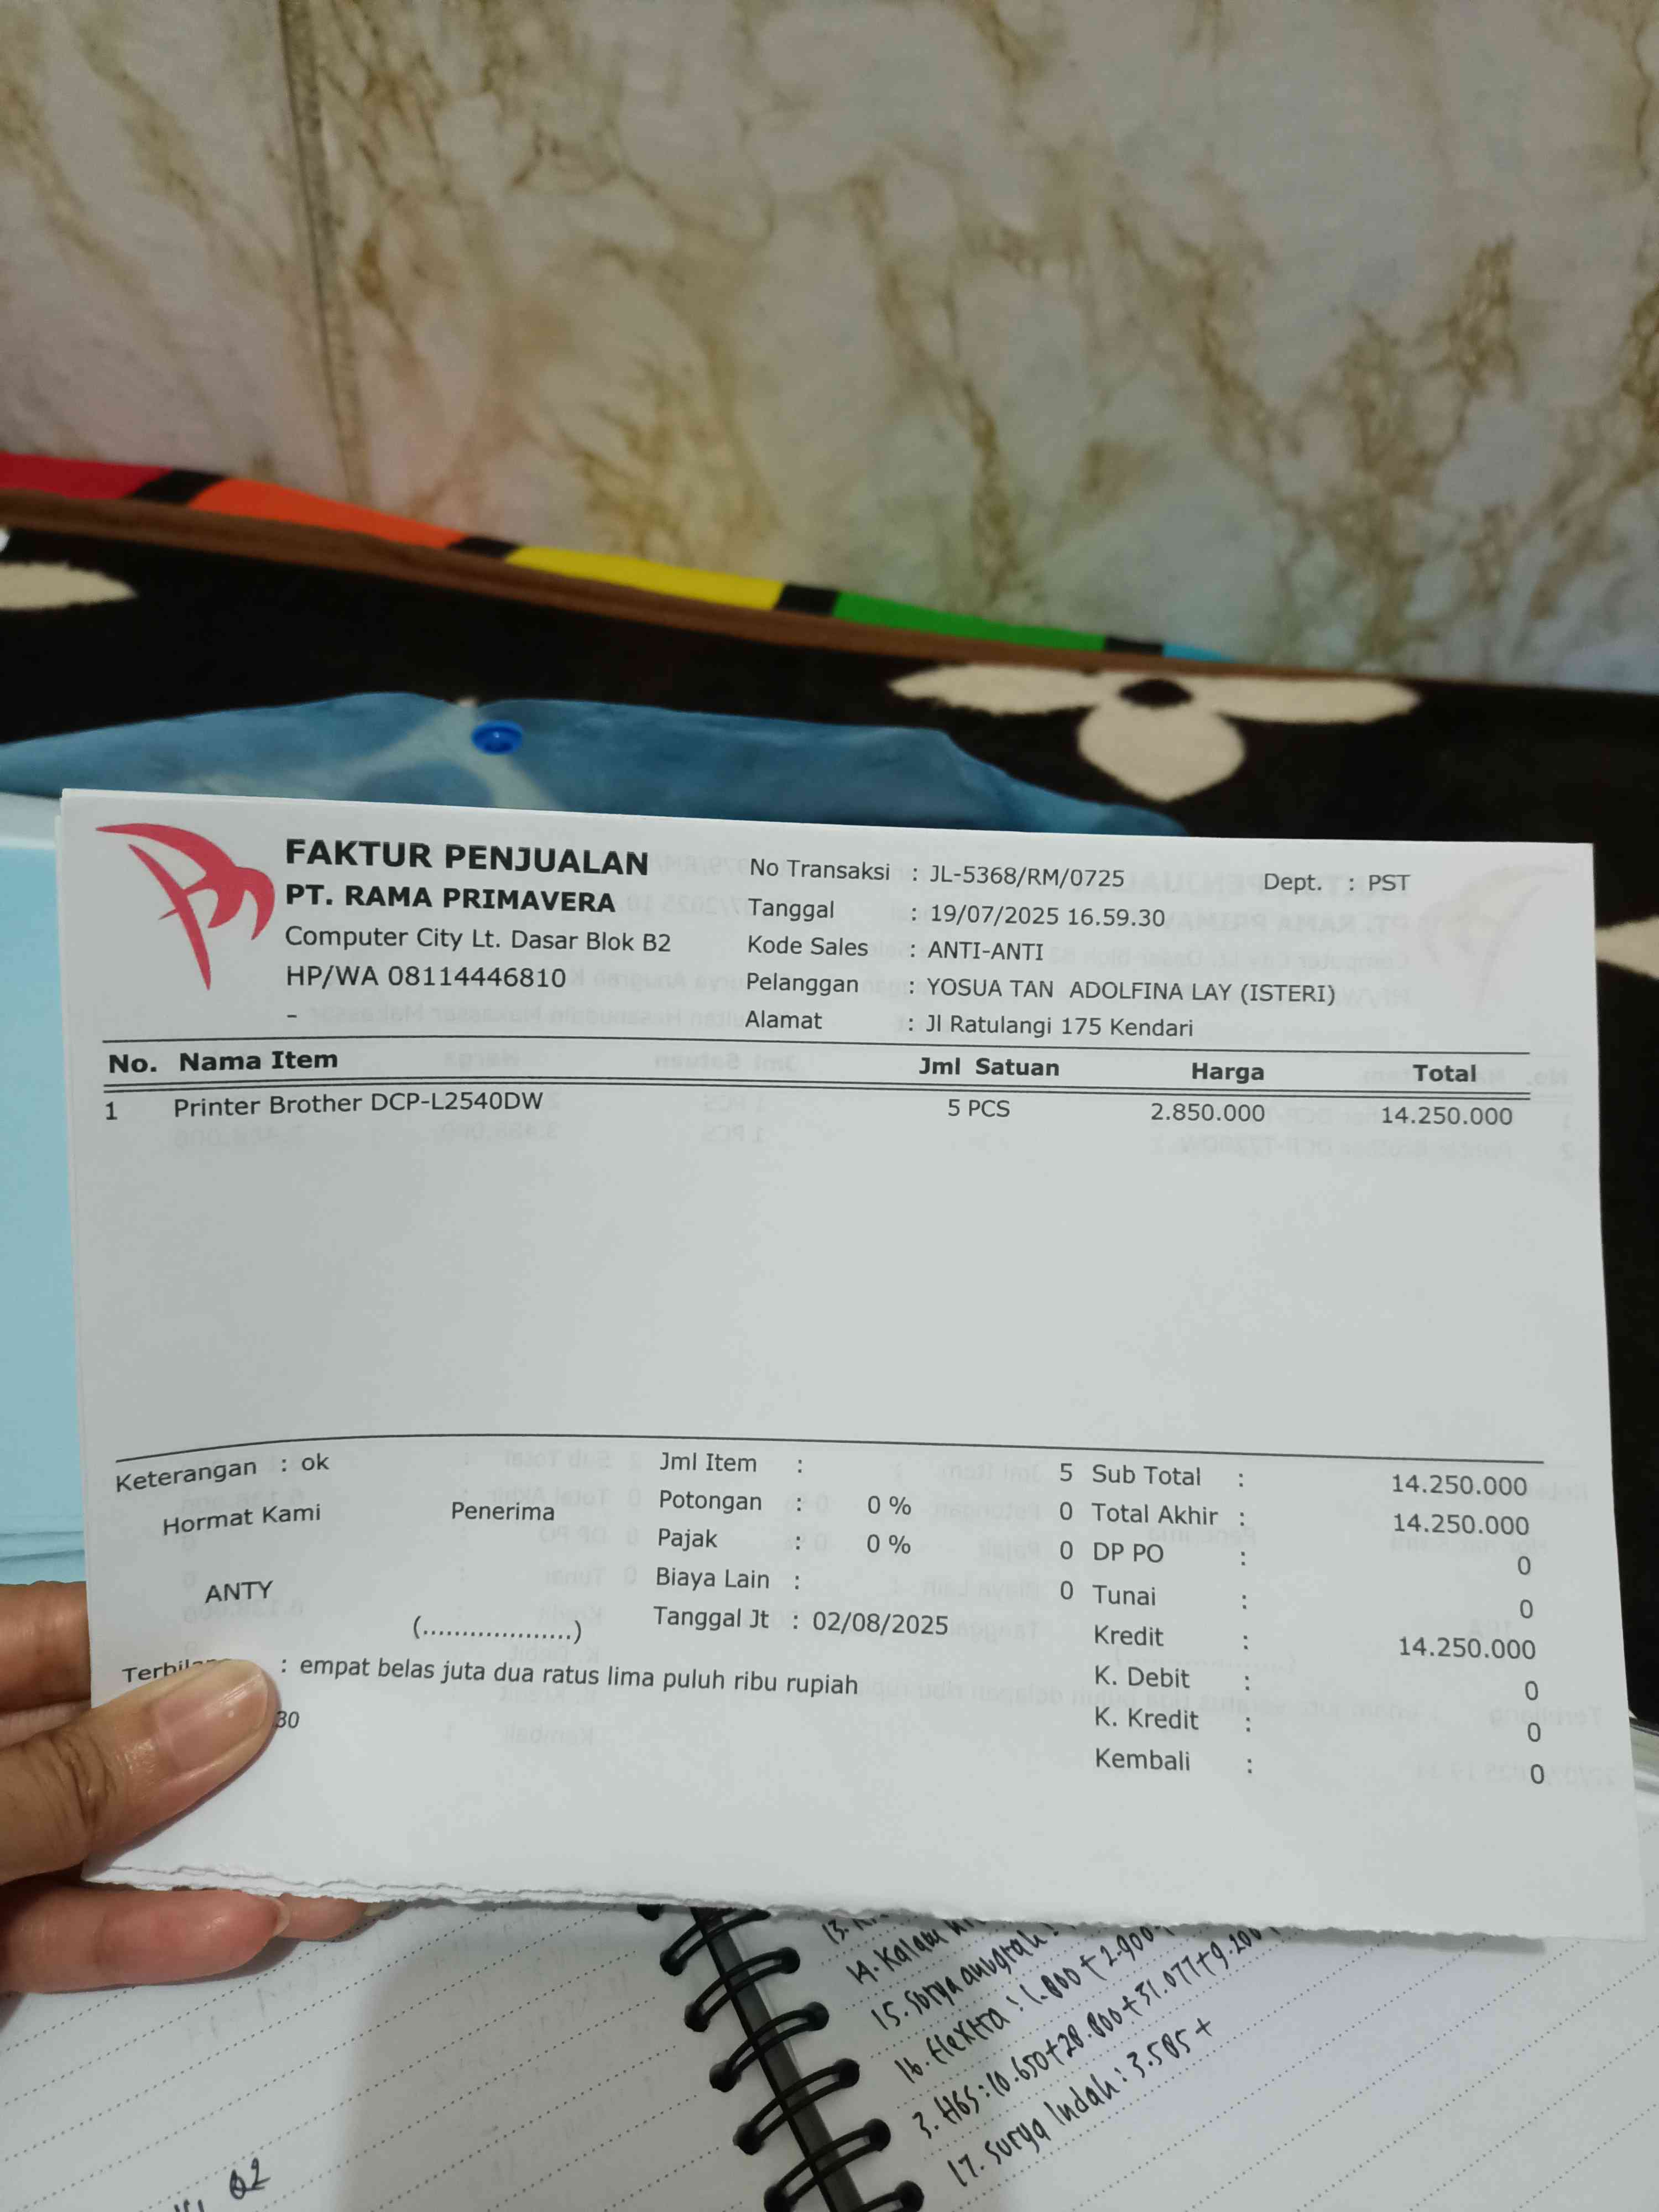 FAKTUR PENJUALAN
PT. RAMA PRIMAVERA
Computer City Lt. Dasar Blok B2
HP/WA 08114446810
-
No Transaksi : JL-5368/RM/0725 Dept. : PST
Tanggal : 19/07/2025 16.59.30
Kode Sales : ANTI-ANTI
Pelanggan : YOSUA TAN ADOLFINA LAY (ISTERI)
Alamat : Jl Ratulangi 175 Kendari
No. Nama Item Jml Satuan Harga Total
1 Printer Brother DCP-L2540DW 5 PCS 2.850.000 14.250.000
Keterangan : ok
Hormat Kami Penerima
ANTY
(...................)
Jml Item : 5
Potongan : 0 % 0
Pajak : 0 % 0
Biaya Lain : 0
Tanggal Jt : 02/08/2025
Sub Total : 14.250.000
Total Akhir : 14.250.000
DP PO : 0
Tunai : 0
Kredit : 14.250.000
K. Debit : 0
K. Kredit : 0
Kembali : 0
: empat belas juta dua ratus lima puluh ribu rupiah
30
13.
14. Kalam
15. Surya anugrah :
16. Elextra : 1.800 + 2.900
3. HGS : 10.650 + 28.800 + 31.077 + 9.200
17. Surya Indah : 3.585 +
02